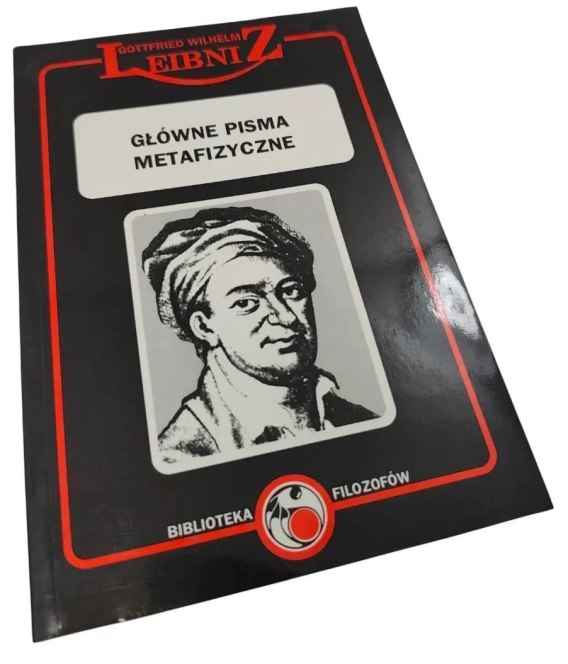 GOTTFRIED WILHELM
LEIBNIZ
GŁÓWNE PISMA
METAFIZYCZNE
BIBLIOTEKA FILOZOFÓW